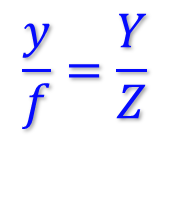 y/f = Y/Z